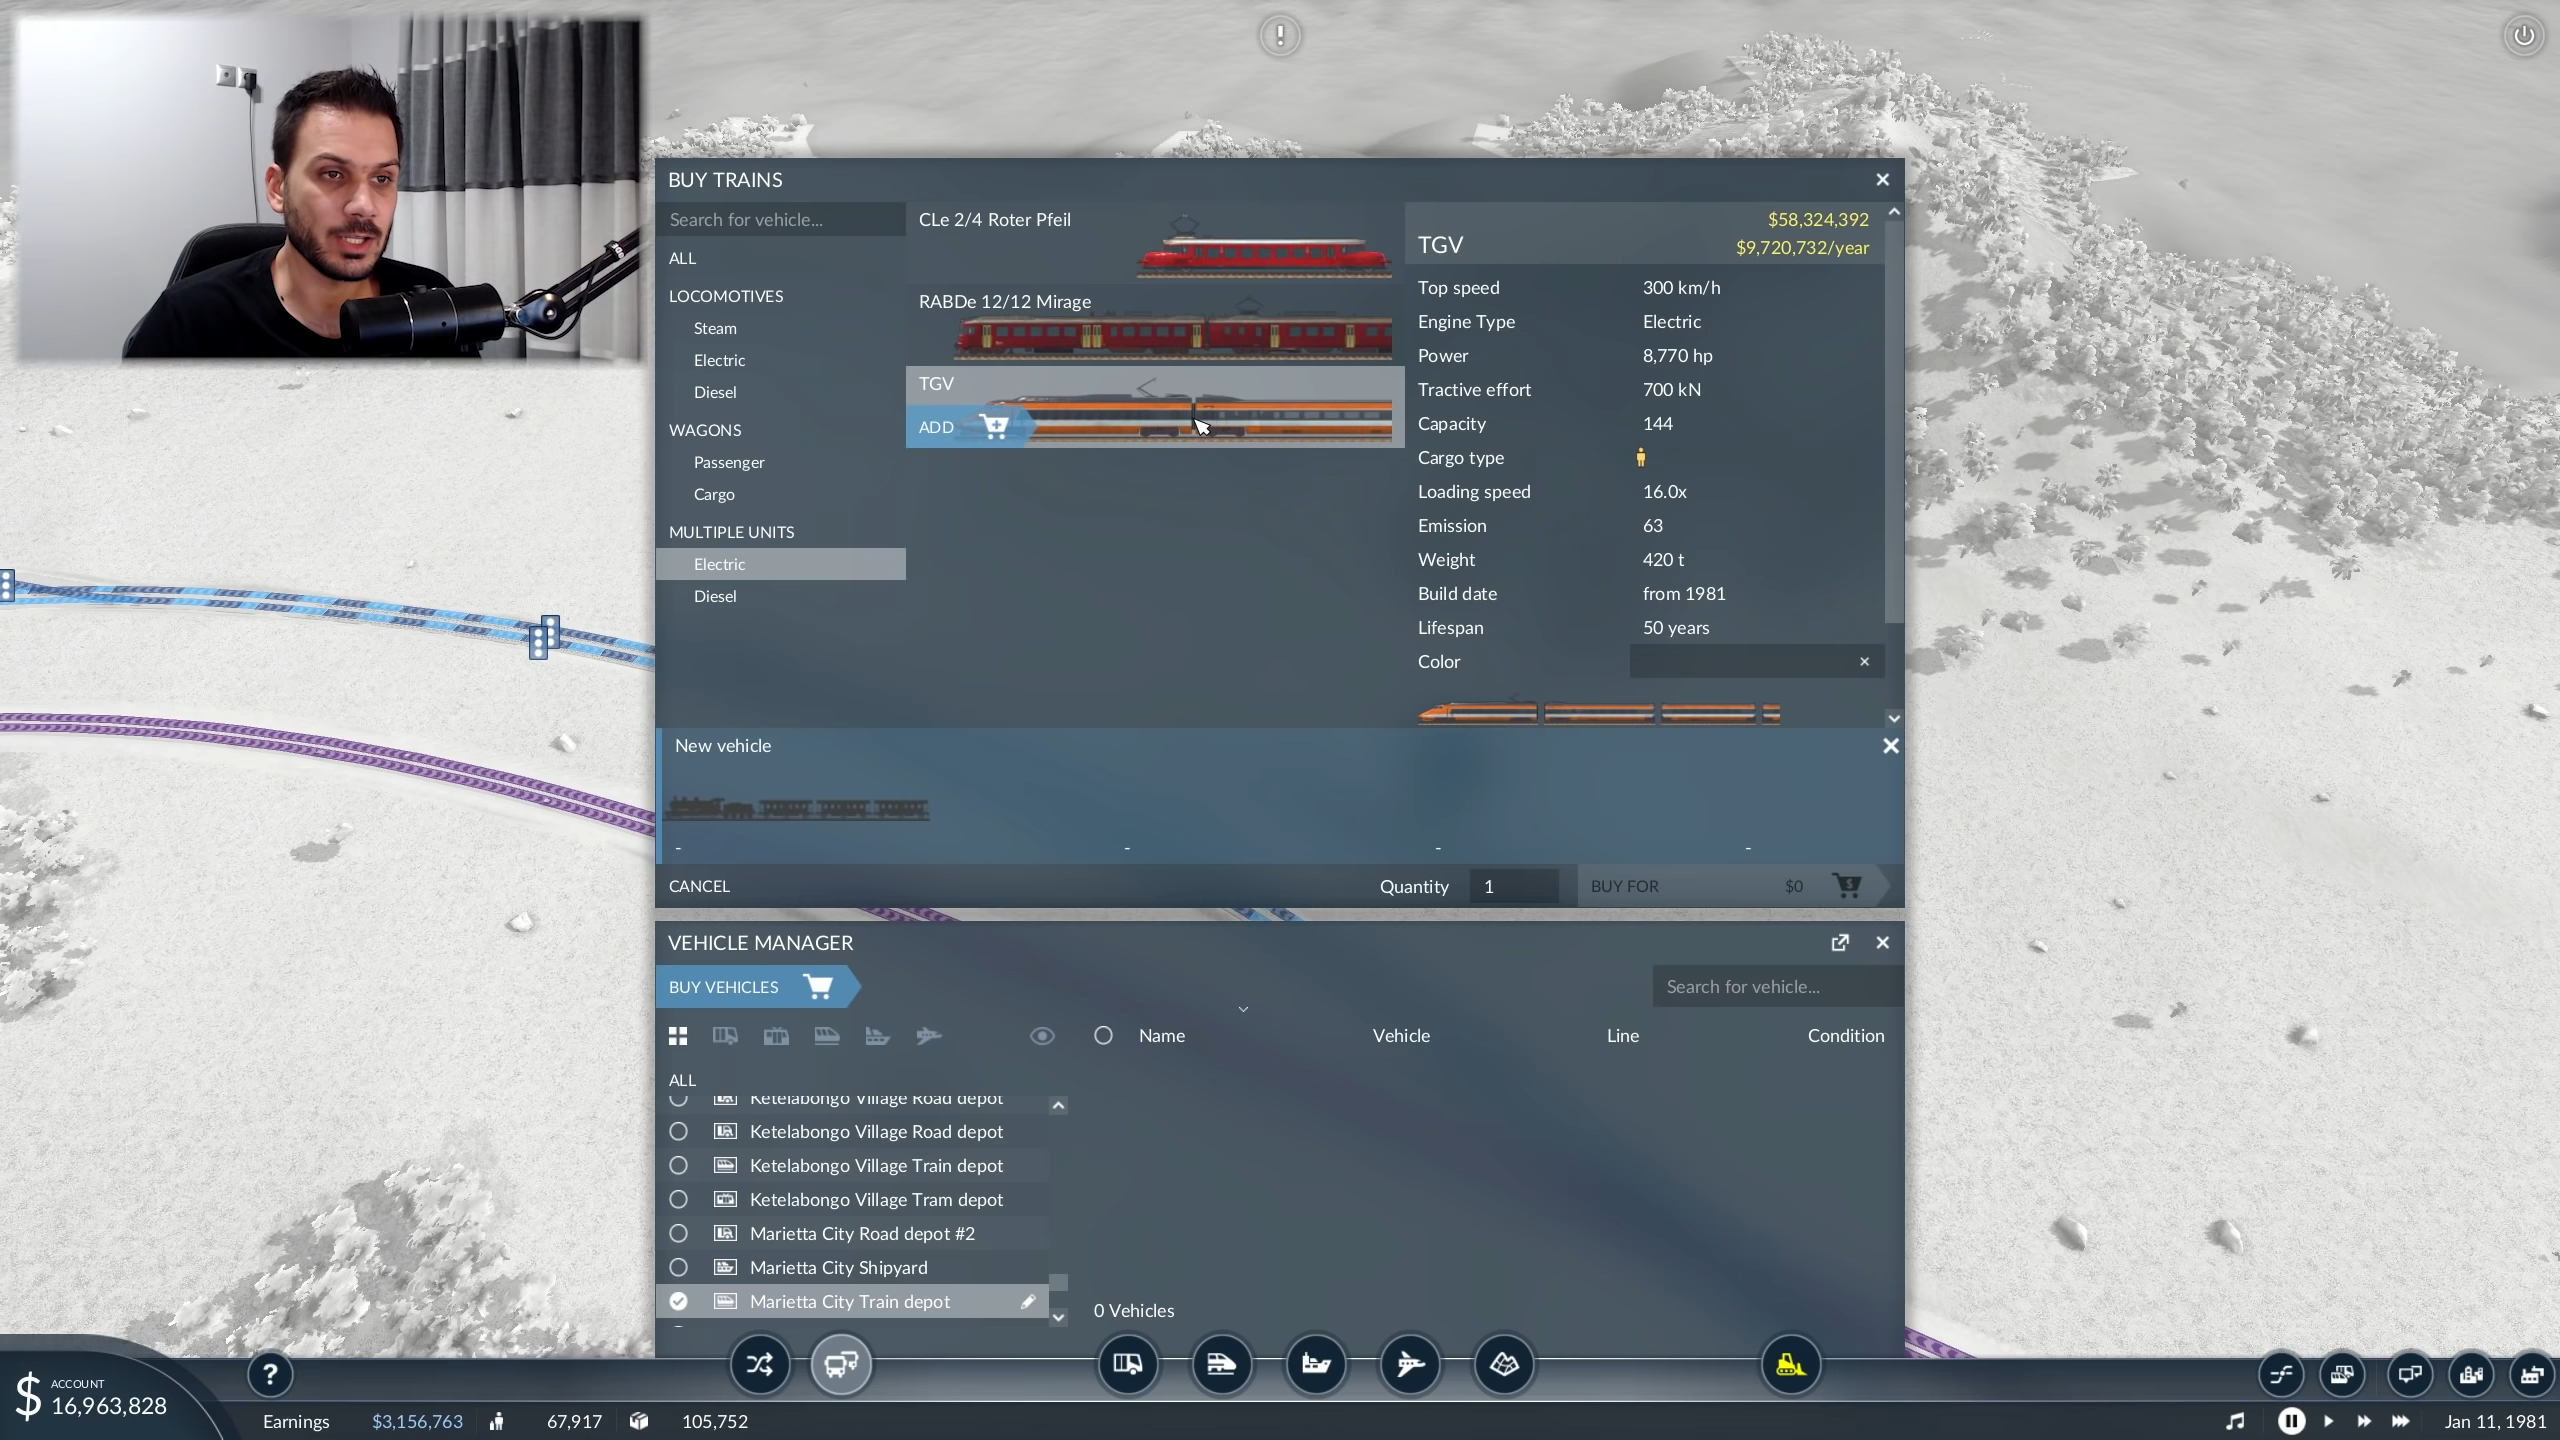 BUY TRAINS
Search for vehicle...
ALL
LOCOMOTIVES
Steam
Electric
Diesel
WAGONS
Passenger
Cargo
MULTIPLE UNITS
Electric
Diesel
CLe 2/4 Roter Pfeil
RABDe 12/12 Mirage
TGV
ADD
$58,324,392
TGV
$9,720,732/year
Top speed 300 km/h
Engine Type Electric
Power 8,770 hp
Tractive effort 700 kN
Capacity 144
Cargo type
Loading speed 16.0x
Emission 63
Weight 420 t
Build date from 1981
Lifespan 50 years
Color
New vehicle
- - - -
CANCEL Quantity 1 BUY FOR $0
VEHICLE MANAGER
BUY VEHICLES Search for vehicle...
Name Vehicle Line Condition
ALL
Ketelabongo Village Road depot
Ketelabongo Village Road depot
Ketelabongo Village Train depot
Ketelabongo Village Tram depot
Marietta City Road depot #2
Marietta City Shipyard
Marietta City Train depot
0 Vehicles
$ ACCOUNT
16,963,828
?
Earnings $3,156,763 67,917 105,752
Jan 11, 1981